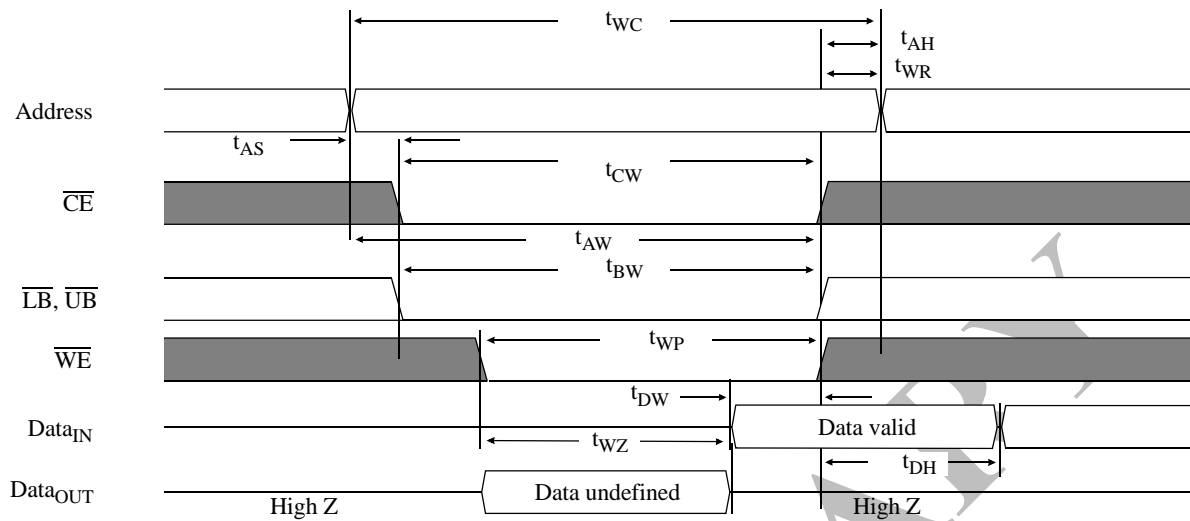 tWC
tAH
tWR
Address
tAS
tCW
CE
tAW
tBW
LB, UB
tWP
WE
tDW
DataIN
Data valid
tWZ
tDH
DataOUT
Data undefined
High Z
High Z